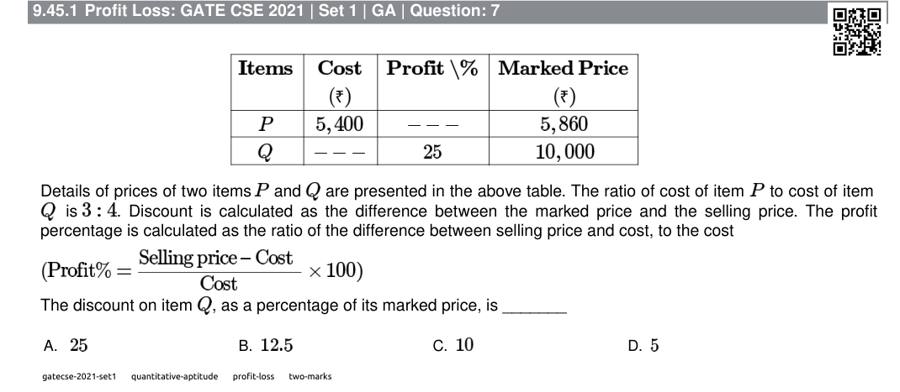 9.45.1 Profit Loss: GATE CSE 2021 | Set 1 | GA | Question: 7
Items Cost Profit \% Marked Price
(₹) (₹)
P 5,400 − − − 5,860
Q − − − 25 10,000
Details of prices of two items P and Q are presented in the above table. The ratio of cost of item P to cost of item
Q is 3 : 4. Discount is calculated as the difference between the marked price and the selling price. The profit
percentage is calculated as the ratio of the difference between selling price and cost, to the cost
(Profit% = Selling price – Cost / Cost × 100)
The discount on item Q, as a percentage of its marked price, is _______
A. 25 B. 12.5 C. 10 D. 5
gatecse-2021-set1 quantitative-aptitude profit-loss two-marks